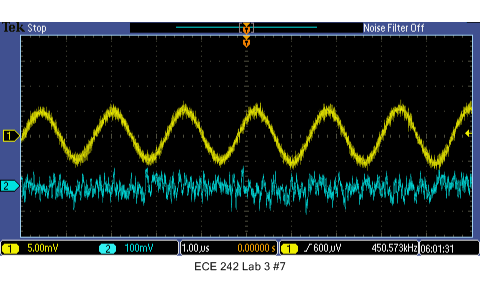 Tek Stop Noise Filter Off
1
2
1 5.00mV 2 100mV 1.00µs 0.00000 s 1 600µV 450.573kHz 06:01:31
ECE 242 Lab 3 #7